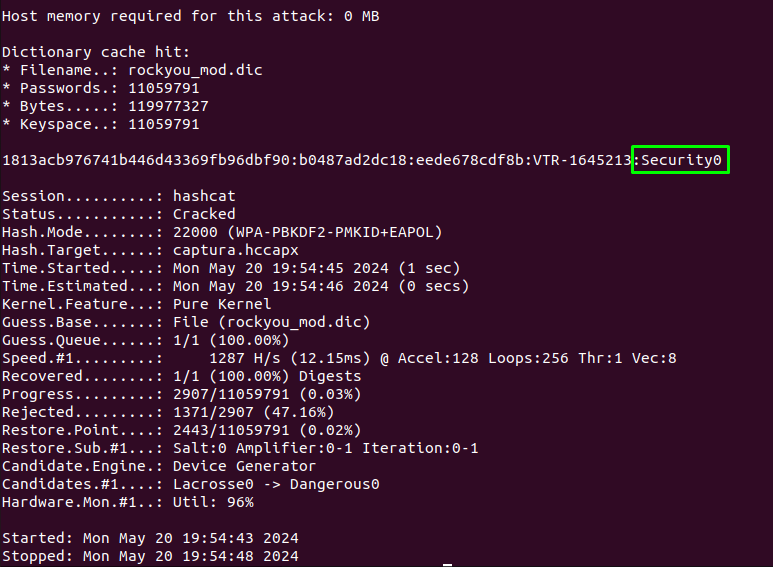 Host memory required for this attack: 0 MB
Dictionary cache hit:
* Filename..: rockyou_mod.dic
* Passwords.: 11059791
* Bytes.....: 119977327
* Keyspace..: 11059791
1813acb976741b446d43369fb96dbf90:b0487ad2dc18:eede678cdf8b:VTR-1645213:Security0
Session..........: hashcat
Status...........: Cracked
Hash.Mode........: 22000 (WPA-PBKDF2-PMKID+EAPOL)
Hash.Target......: captura.hccapx
Time.Started.....: Mon May 20 19:54:45 2024 (1 sec)
Time.Estimated...: Mon May 20 19:54:46 2024 (0 secs)
Kernel.Feature...: Pure Kernel
Guess.Base.......: File (rockyou_mod.dic)
Guess.Queue......: 1/1 (100.00%)
Speed.#1.........:     1287 H/s (12.15ms) @ Accel:128 Loops:256 Thr:1 Vec:8
Recovered........: 1/1 (100.00%) Digests
Progress.........: 2907/11059791 (0.03%)
Rejected.........: 1371/2907 (47.16%)
Restore.Point....: 2443/11059791 (0.02%)
Restore.Sub.#1...: Salt:0 Amplifier:0-1 Iteration:0-1
Candidate.Engine.: Device Generator
Candidates.#1....: Lacrosse0 -> Dangerous0
Hardware.Mon.#1..: Util: 96%
Started: Mon May 20 19:54:43 2024
Stopped: Mon May 20 19:54:48 2024